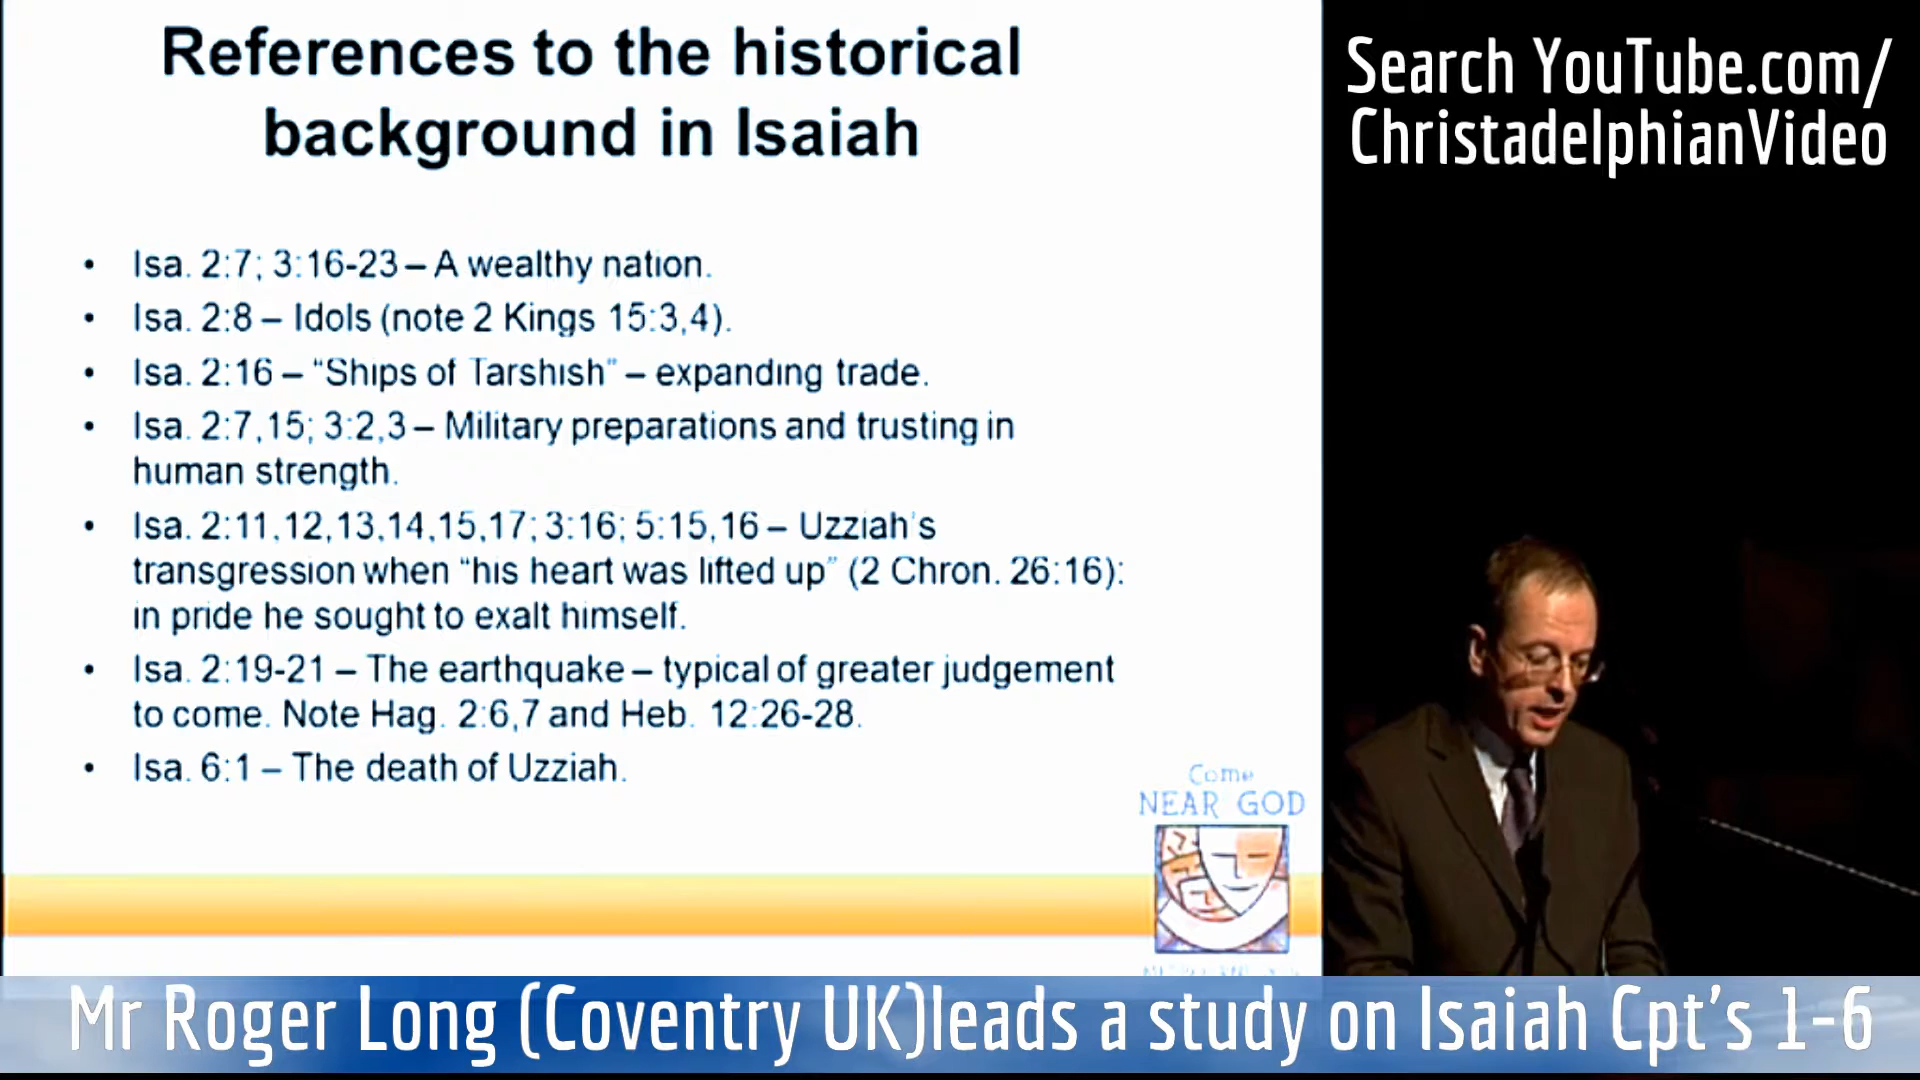 References to the historical
background in Isaiah
• Isa. 2:7; 3:16-23 – A wealthy nation.
• Isa. 2:8 – Idols (note 2 Kings 15:3,4).
• Isa. 2:16 – “Ships of Tarshish” – expanding trade.
• Isa. 2:7,15; 3:2,3 – Military preparations and trusting in
human strength.
• Isa. 2:11,12,13,14,15,17; 3:16; 5:15,16 – Uzziah's
transgression when “his heart was lifted up” (2 Chron. 26:16):
in pride he sought to exalt himself.
• Isa. 2:19-21 – The earthquake – typical of greater judgement
to come. Note Hag. 2:6,7 and Heb. 12:26-28.
• Isa. 6:1 – The death of Uzziah.
Come
NEAR GOD
Search YouTube.com/
ChristadelphianVideo
Mr Roger Long (Coventry UK)leads a study on Isaiah Cpt's 1-6